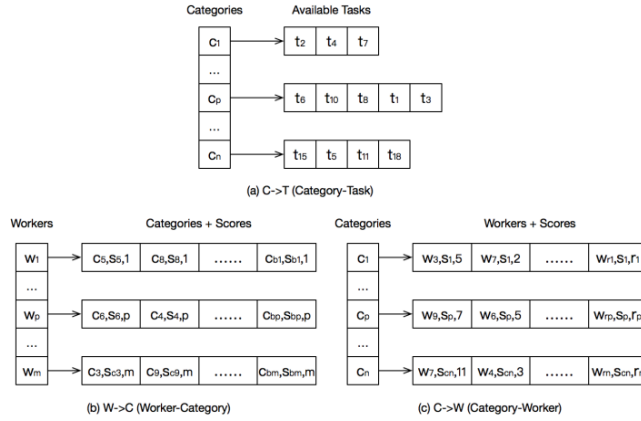 Categories Available Tasks
c1 t2 t4 t7
...
cp t6 t10 t8 t1 t3
...
cn t15 t5 t11 t18
(a) C->T (Category-Task)
Workers Categories + Scores
w1 c5,s5,1 c8,s8,1 ...... cb1,sb1,1
...
wp c6,s6,p c4,s4,p ...... cbp,sbp,p
...
wm c3,sc3,m c9,sc9,m ...... cbm,sbm,m
(b) W->C (Worker-Category)
Categories Workers + Scores
c1 w3,s1,5 w7,s1,2 ...... wr1,s1,r1
...
cp w9,sp,7 w6,sp,5 ...... wrp,sp,rp
...
cn w7,scn,11 w4,scn,3 ...... wrn,scn,r
(c) C->W (Category-Worker)